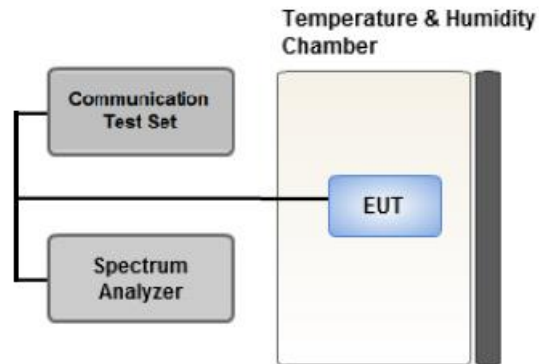 Temperature & Humidity
Chamber
Communication
Test Set
EUT
Spectrum
Analyzer